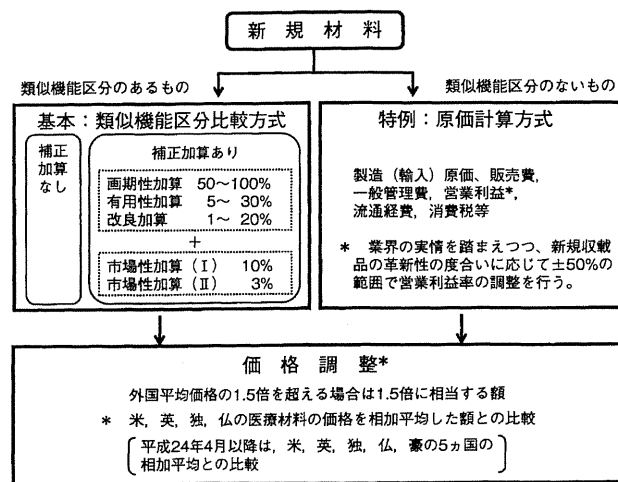 新規材料
類似機能区分のあるもの
類似機能区分のないもの
基本：類似機能区分比較方式
補正
加算
なし
補正加算あり
画期性加算 50～100%
有用性加算 5～ 30%
改良加算 1～ 20%
＋
市場性加算（Ⅰ） 10%
市場性加算（Ⅱ） 3%
特例：原価計算方式
製造（輸入）原価、販売費，
一般管理費，営業利益*，
流通経費、消費税等
* 業界の実情を踏まえつつ、新規収載
品の革新性の度合いに応じて±50%の
範囲で営業利益率の調整を行う。
価格調整*
外国平均価格の1.5倍を超える場合は1.5倍に相当する額
* 米，英，独，仏の医療材料の価格を相加平均した額との比較
平成24年4月以降は，米，英，独，仏，豪の5ヵ国の
相加平均との比較